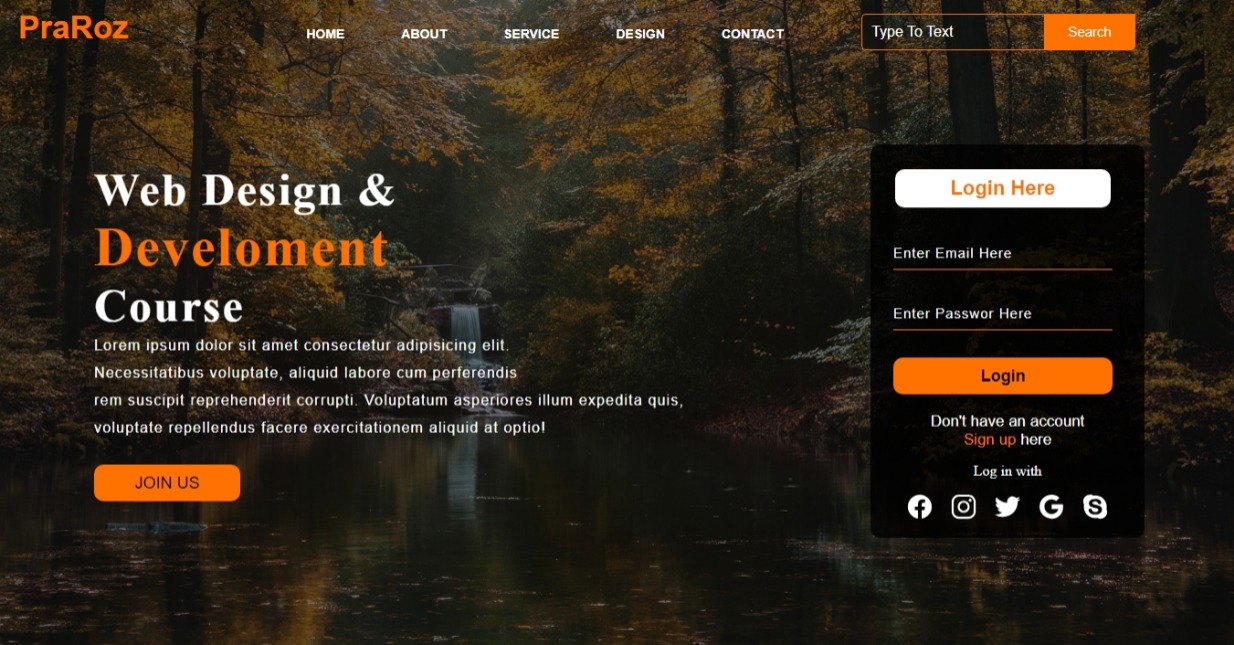 PraRoz
HOME
ABOUT
SERVICE
DESIGN
CONTACT
Type To Text
Search
Web Design &
Develoment
Course
Lorem ipsum dolor sit amet consectetur adipisicing elit.
Necessitatibus voluptate, aliquid labore cum perferendis
rem suscipit reprehenderit corrupti. Voluptatum asperiores illum expedita quis,
voluptate repellendus facere exercitationem aliquid at optio!
JOIN US
Login Here
Enter Email Here
Enter Passwor Here
Login
Don't have an account
Sign up here
Log in with